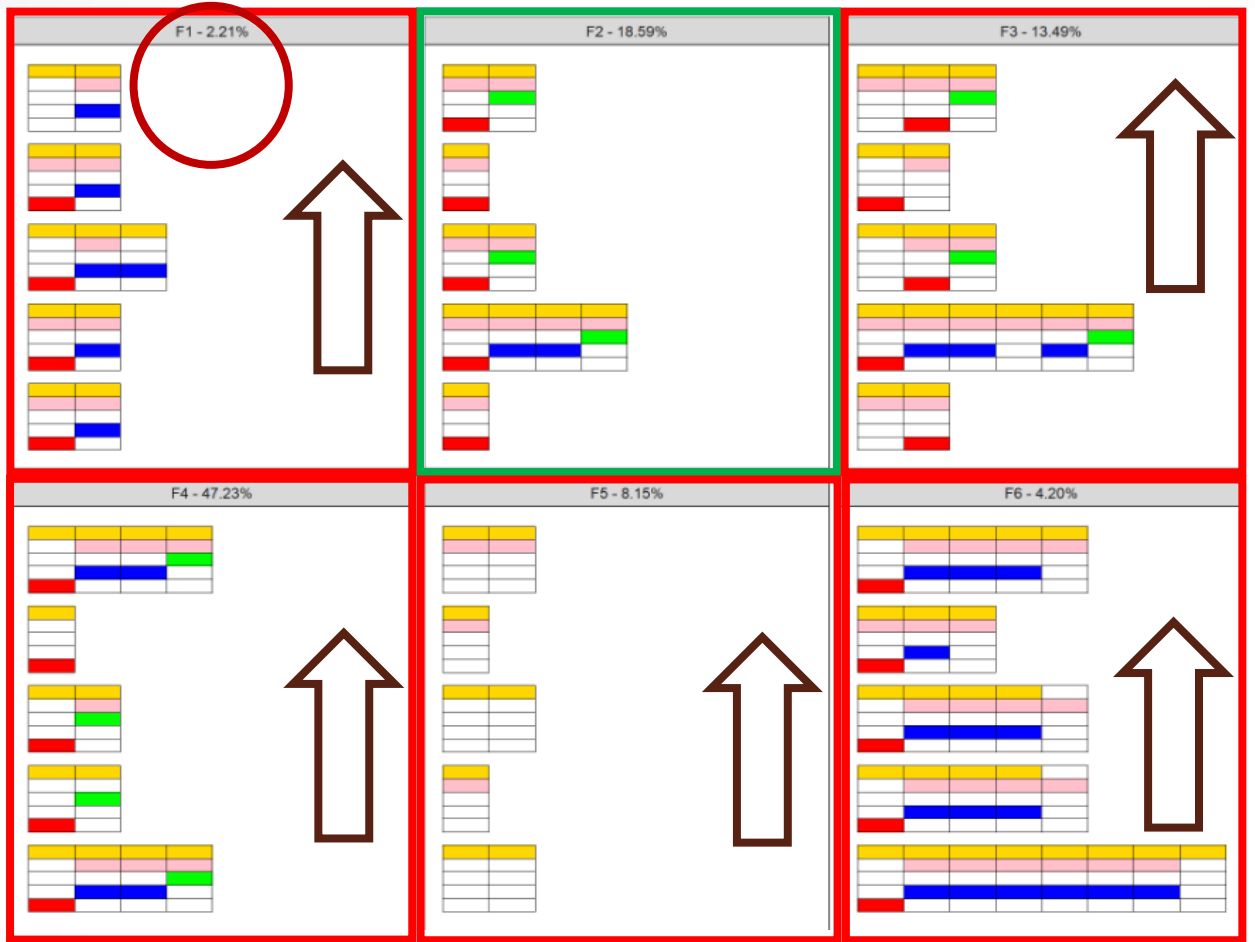 F1 - 2.21%
F2 - 18.59%
F3 - 13.49%
F4 - 47.23%
F5 - 8.15%
F6 - 4.20%